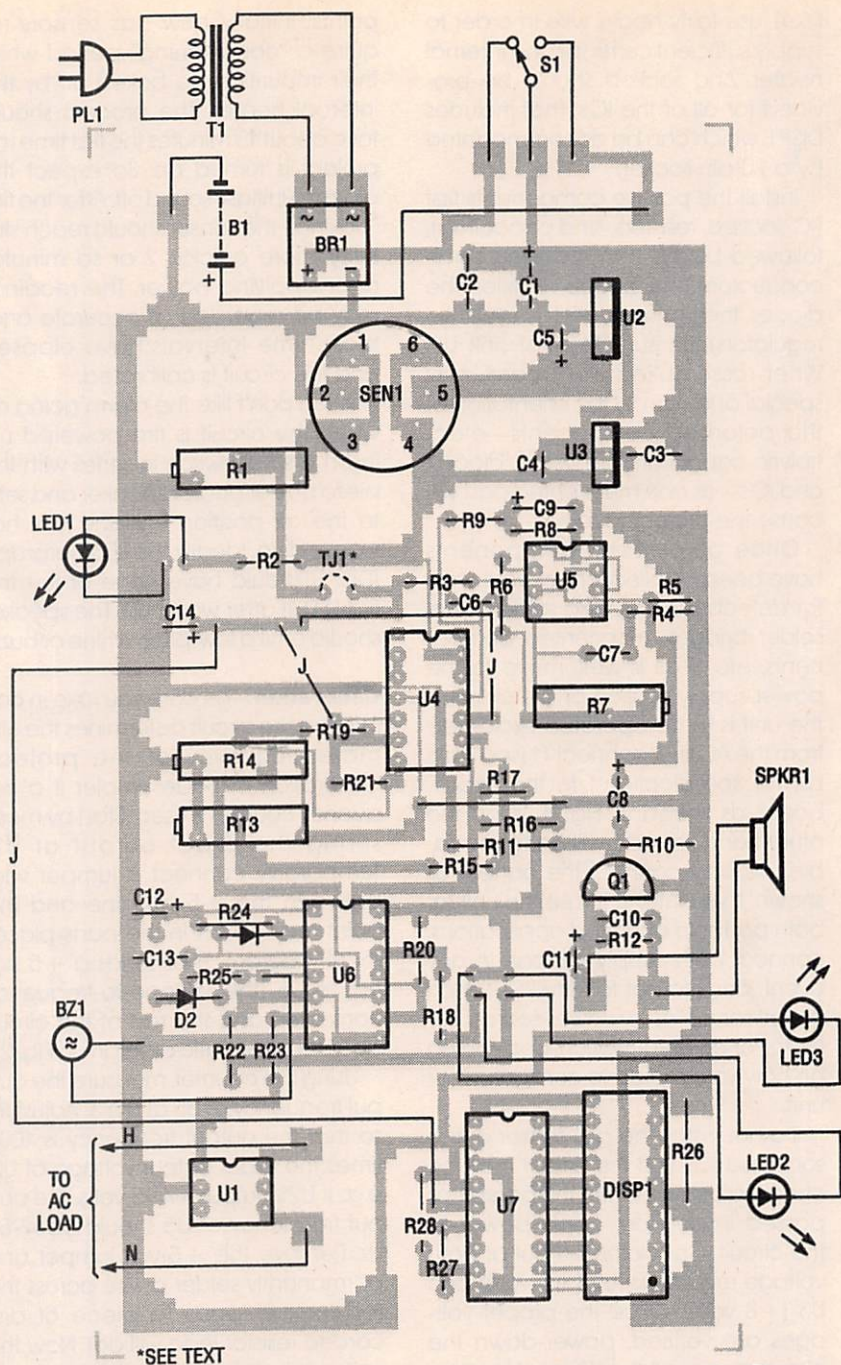 S1
PL1
T1
B1
+
~ ~
BR1
+ −
C2
C1
+
U2
C5
+
1 6
2 SEN1 5
3 4
R1
U3
C3
C4
LED1
R2
TJ1*
R9
+
C9
R8
R3
R6
U5
C6
R5
R4
C14
+
J
U4
J
C7
R7
R19
R14
R21
R17
+
C8
SPKR1
R13
R16
R11
R10
R15
Q1
J
C12
+
R24
C13
R25
U6
R20
C10
R12
+
C11
BZ1
~
D2
R18
R22
R23
LED3
H
TO
AC
LOAD
N
U1
U7
DISP1
R26
LED2
R28
R27
*SEE TEXT